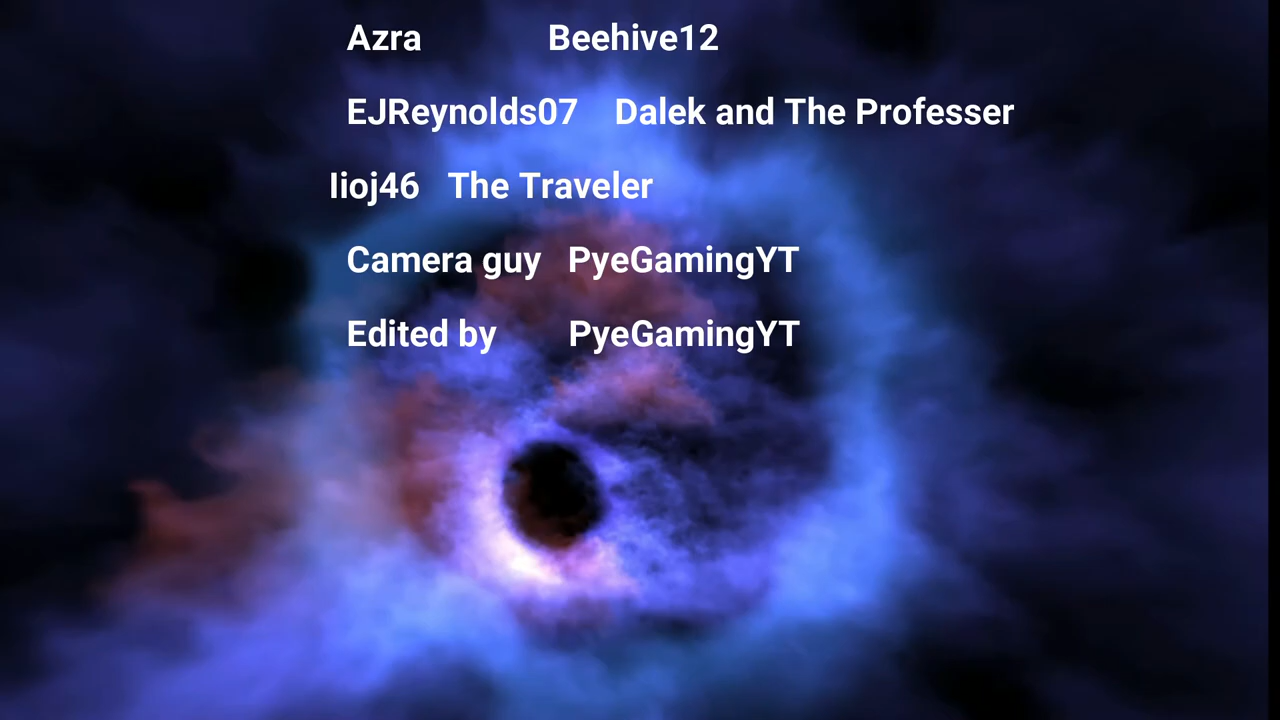 Azra Beehive12
EJReynolds07 Dalek and The Professer
Iioj46 The Traveler
Camera guy PyeGamingYT
Edited by PyeGamingYT